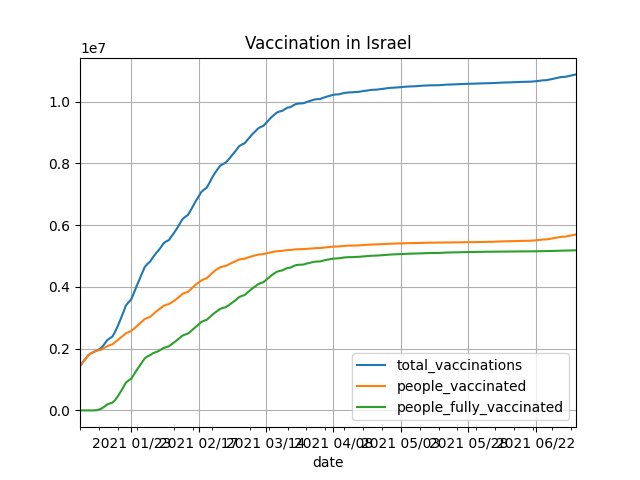 Vaccination in Israel
1e7
1.0
0.8
0.6
0.4
0.2
0.0
total_vaccinations
people_vaccinated
people_fully_vaccinated
2021 01/23 2021 02/17 2021 03/14 2021 04/08 2021 05/03 2021 05/28 2021 06/22
date